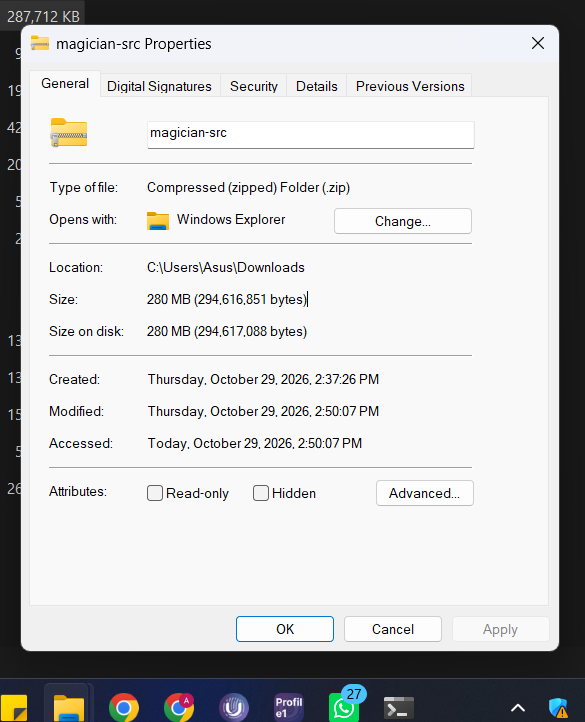 287,712 KB
magician-src Properties
General Digital Signatures Security Details Previous Versions
magician-src
Type of file: Compressed (zipped) Folder (.zip)
Opens with: Windows Explorer Change...
Location: C:\Users\Asus\Downloads
Size: 280 MB (294,616,851 bytes)
Size on disk: 280 MB (294,617,088 bytes)
Created: Thursday, October 29, 2026, 2:37:26 PM
Modified: Thursday, October 29, 2026, 2:50:07 PM
Accessed: Today, October 29, 2026, 2:50:07 PM
Attributes: Read-only Hidden Advanced...
OK Cancel Apply
A
Profil
e1
27